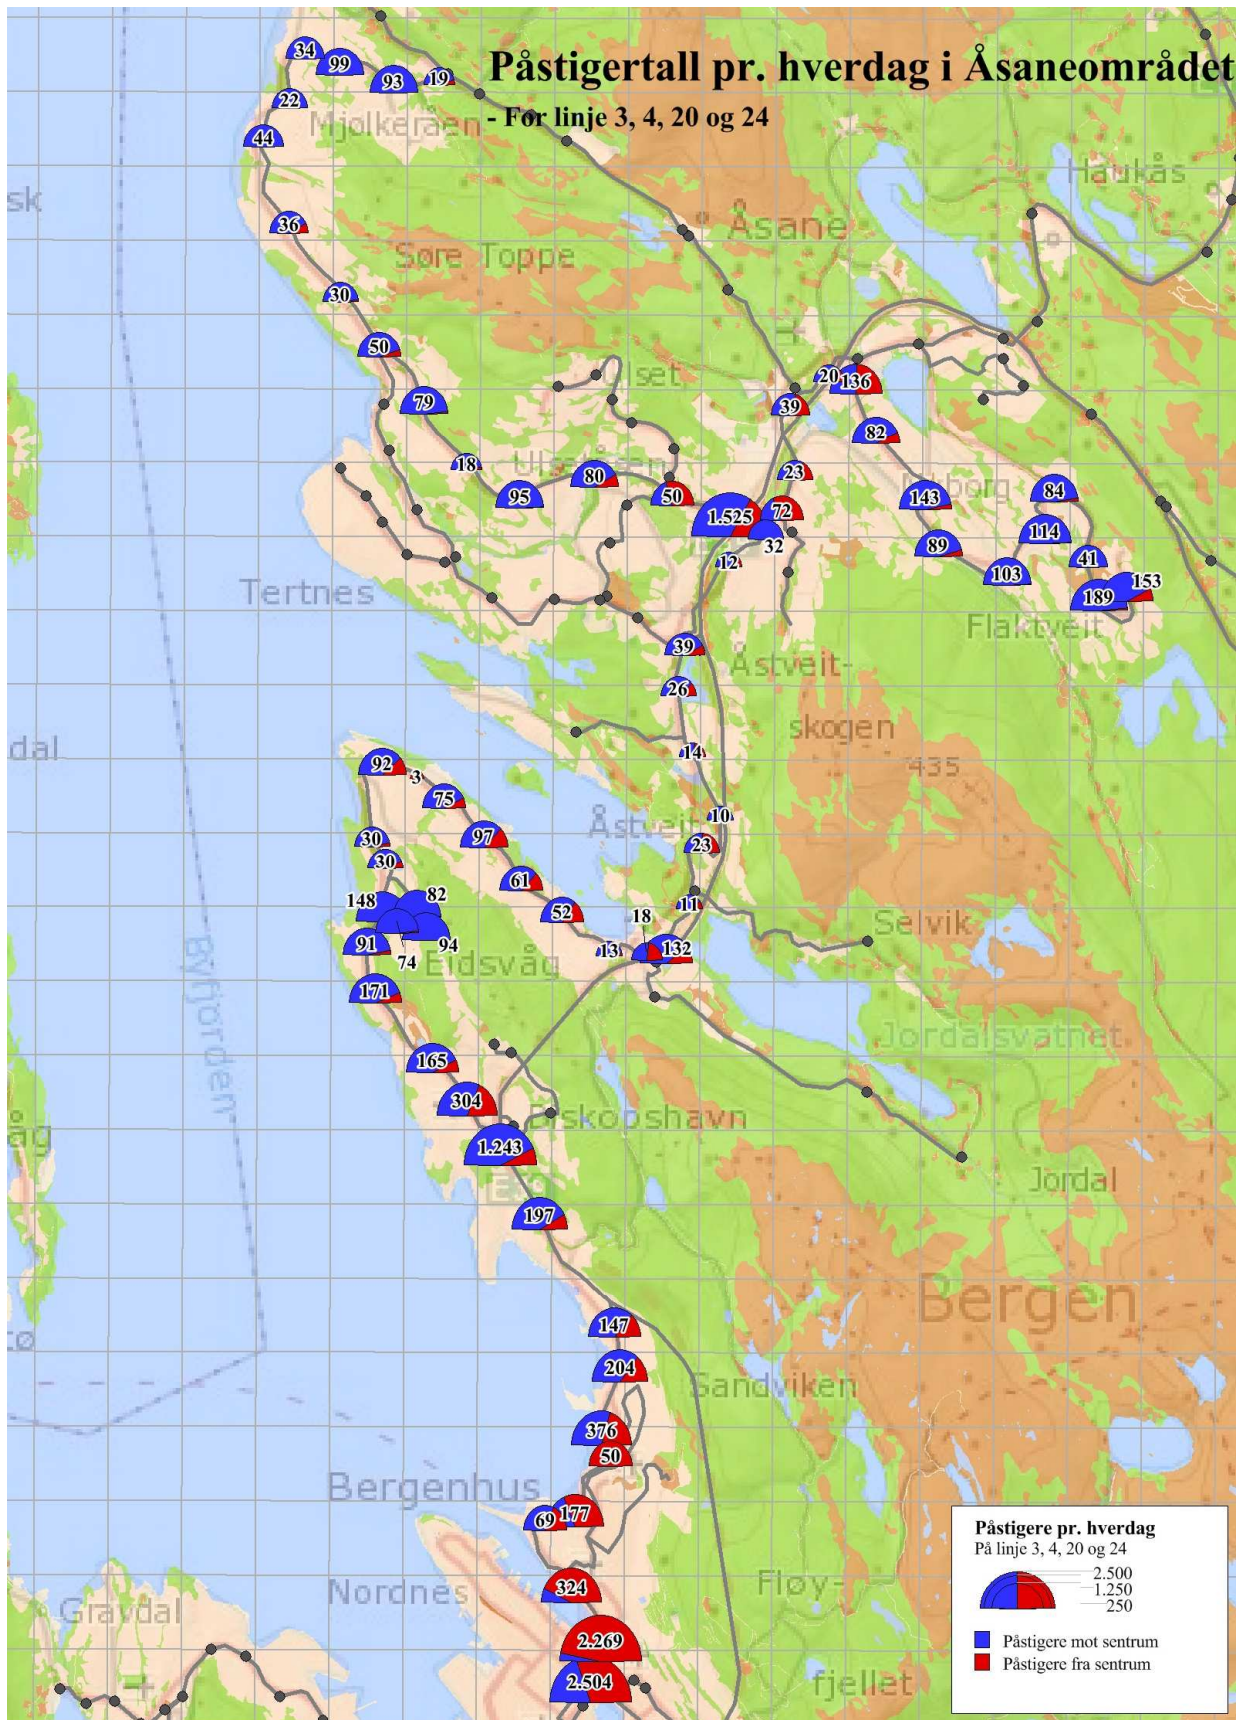 Påstigertall pr. hverdag i Åsaneområdet
- For linje 3, 4, 20 og 24
34
99
93
19
22
Mjølkeråen
44
Haukås
sk
36
Åsane
Søre Toppe
30
50
Iset
20
136
79
39
82
18
80
23
84
95
50
143
Nyborg
1.525
72
114
32
89
41
12
103
153
189
Tertnes
Flaktveit
39
Åstveit-
26
skogen
dal
14
435
92
3
75
10
Åstveit
30
97
23
30
61
148
82
11
52
18
Selvik
91
94
13
132
74
Eidsvåg
171
Byfjorden
Jordalsvatnet
165
304
Biskopshavn
åg
1.243
Jordal
197
Bergen
147
204
Sandviken
376
50
Bergenhus
69
177
324
Nordnes
Fløy-
Gravdal
2.269
2.504
fjellet
Påstigere pr. hverdag
På linje 3, 4, 20 og 24
2.500
1.250
250
Påstigere mot sentrum
Påstigere fra sentrum